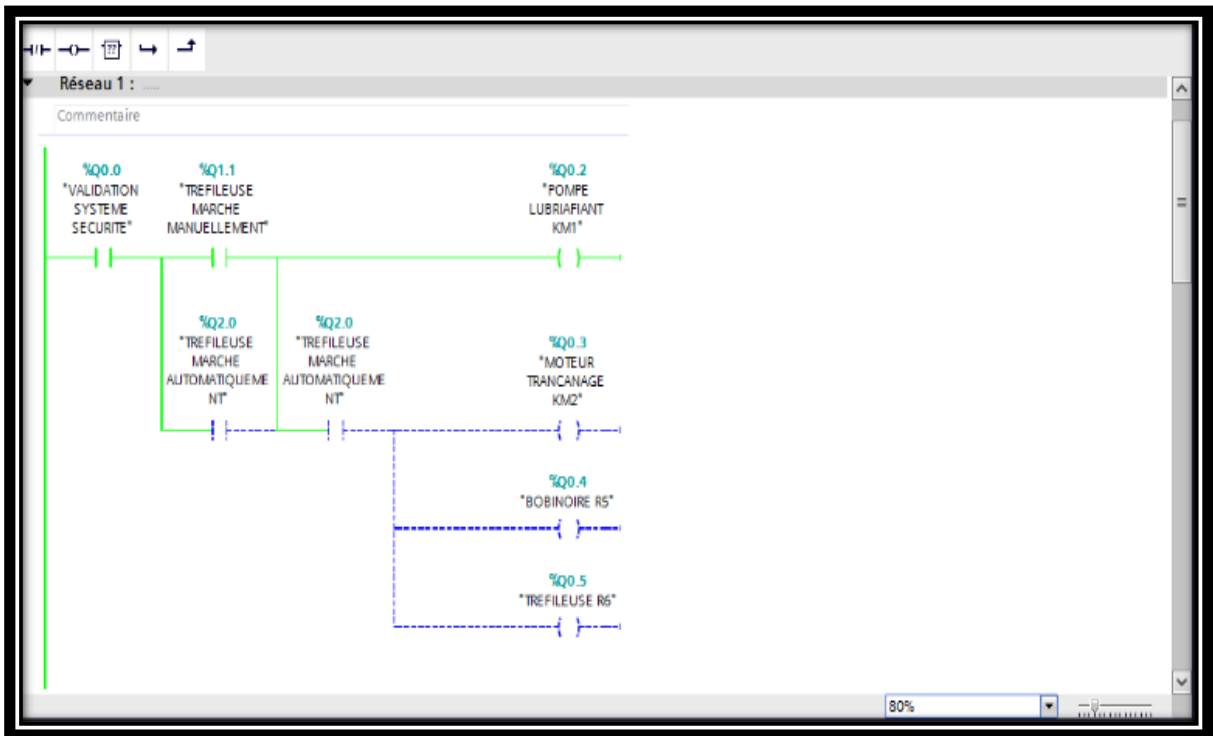 ??
Réseau 1 : .....
Commentaire
%Q0.0
"VALIDATION
SYSTEME
SECURITE"
%Q1.1
"TREFILEUSE
MARCHE
MANUELLEMENT"
%Q0.2
"POMPE
LUBRIAFIANT
KM1"
%Q2.0
"TREFILEUSE
MARCHE
AUTOMATIQUEME
NT"
%Q2.0
"TREFILEUSE
MARCHE
AUTOMATIQUEME
NT"
%Q0.3
"MOTEUR
TRANCANAGE
KM2"
%Q0.4
"BOBINOIRE R5"
%Q0.5
"TREFILEUSE R6"
80%